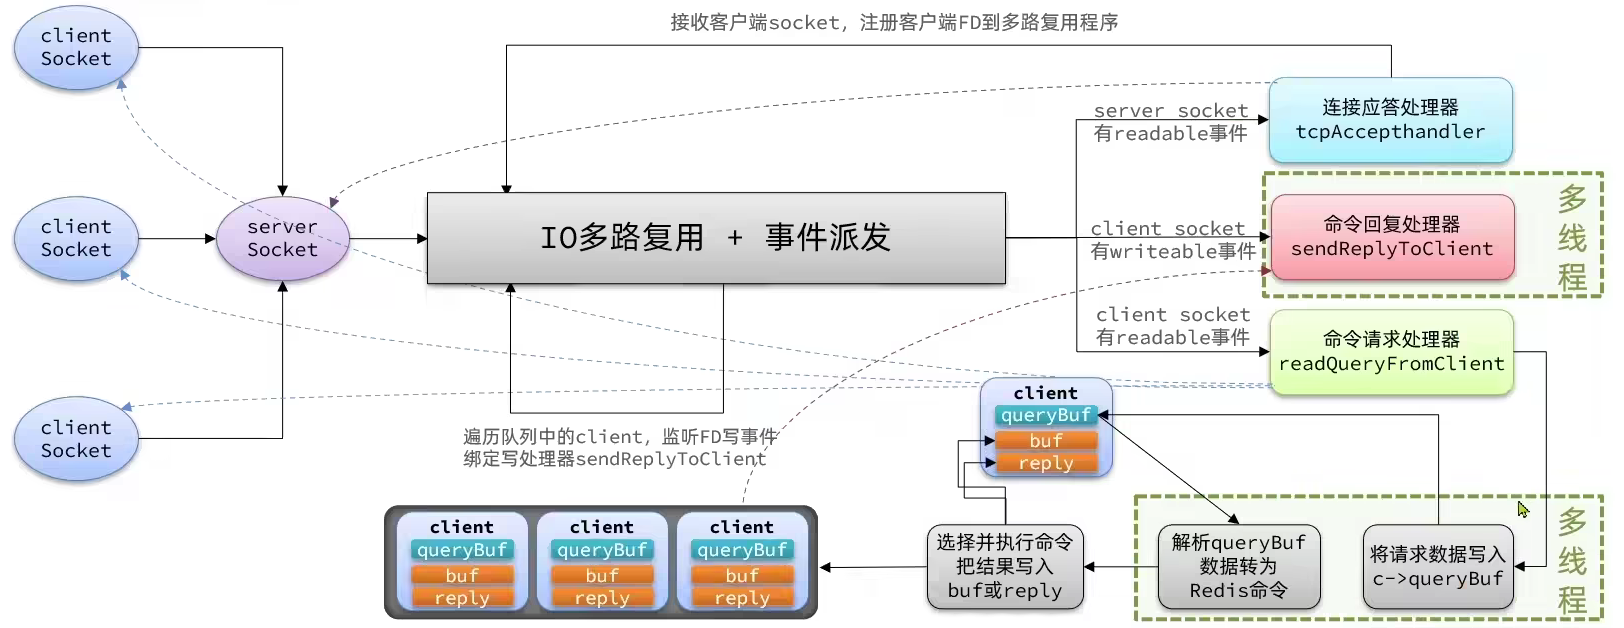 接收客户端socket，注册客户端FD到多路复用程序
client
Socket
client
Socket
client
Socket
server
Socket
IO多路复用 + 事件派发
server socket
有readable事件
client socket
有writeable事件
client socket
有readable事件
连接应答处理器
tcpAccepthandler
命令回复处理器
sendReplyToClient
多
线
程
命令请求处理器
readQueryFromClient
遍历队列中的client，监听FD写事件
绑定写处理器sendReplyToClient
client
queryBuf
buf
reply
client
queryBuf
buf
reply
client
queryBuf
buf
reply
client
queryBuf
buf
reply
选择并执行命令
把结果写入
buf或reply
解析queryBuf
数据转为
Redis命令
将请求数据写入
c->queryBuf
多
线
程